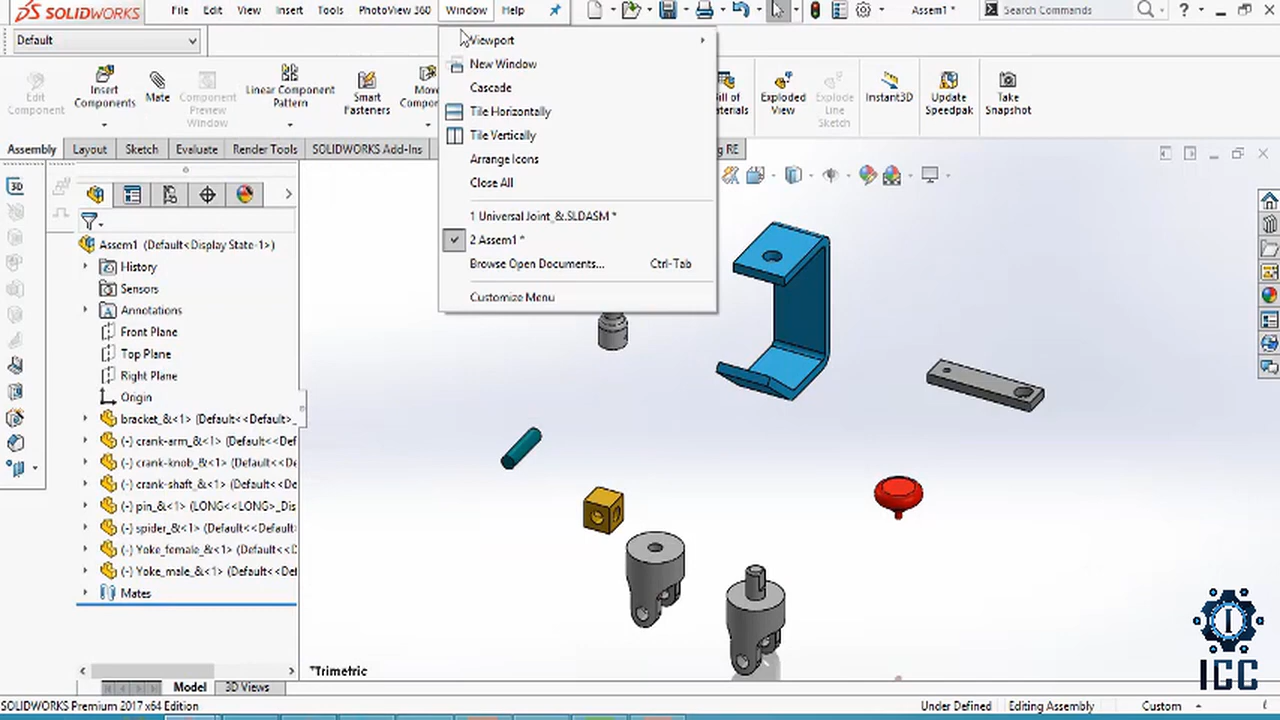 SOLIDWORKS File Edit View Insert Tools PhotoView 360 Window Help Assem1 * Search Commands ?
Default
Edit Component
Insert Components
Mate
Component Preview Window
Linear Component Pattern
Smart Fasteners
Move
Compo
Bill of
aterials
Exploded View
Explode Line Sketch
Instant3D
Update Speedpak
Take Snapshot
Viewport
New Window
Cascade
Tile Horizontally
Tile Vertically
Arrange Icons
Close All
1 Universal Joint_&.SLDASM *
2 Assem1 *
Browse Open Documents... Ctrl-Tab
Customize Menu
Assembly Layout Sketch Evaluate Render Tools SOLIDWORKS Add-Ins g RE
Assem1 (Default<Display State-1>)
History
Sensors
Annotations
Front Plane
Top Plane
Right Plane
Origin
bracket_&<1> (Default<<Default>_
(-) crank-arm_&<1> (Default<<Def
(-) crank-knob_&<1> (Default<<De
(-) crank-shaft_&<1> (Default<<De
(-) pin_&<1> (LONG<<LONG>_Dis
(-) spider_&<1> (Default<<Default
(-) Yoke_female_&<1> (Default<<
(-) Yoke_male_&<1> (Default<<Def
Mates
*Trimetric
Model 3D Views
ICC
SOLIDWORKS Premium 2017 x64 Edition Under Defined Editing Assembly Custom